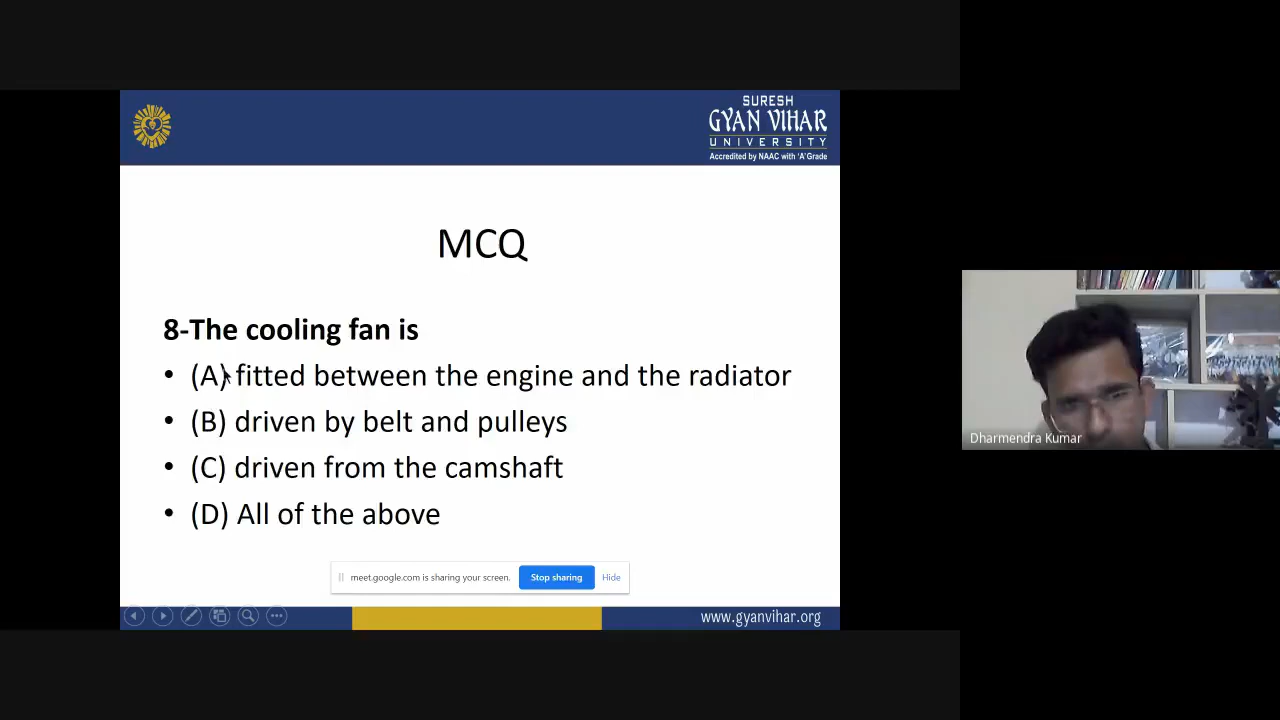 SURESH
GYAN VIHAR
UNIVERSITY
Accredited by NAAC with 'A' Grade
MCQ
8-The cooling fan is
• (A) fitted between the engine and the radiator
• (B) driven by belt and pulleys
• (C) driven from the camshaft
• (D) All of the above
meet.google.com is sharing your screen. Stop sharing Hide
www.gyanvihar.org
Dharmendra Kumar